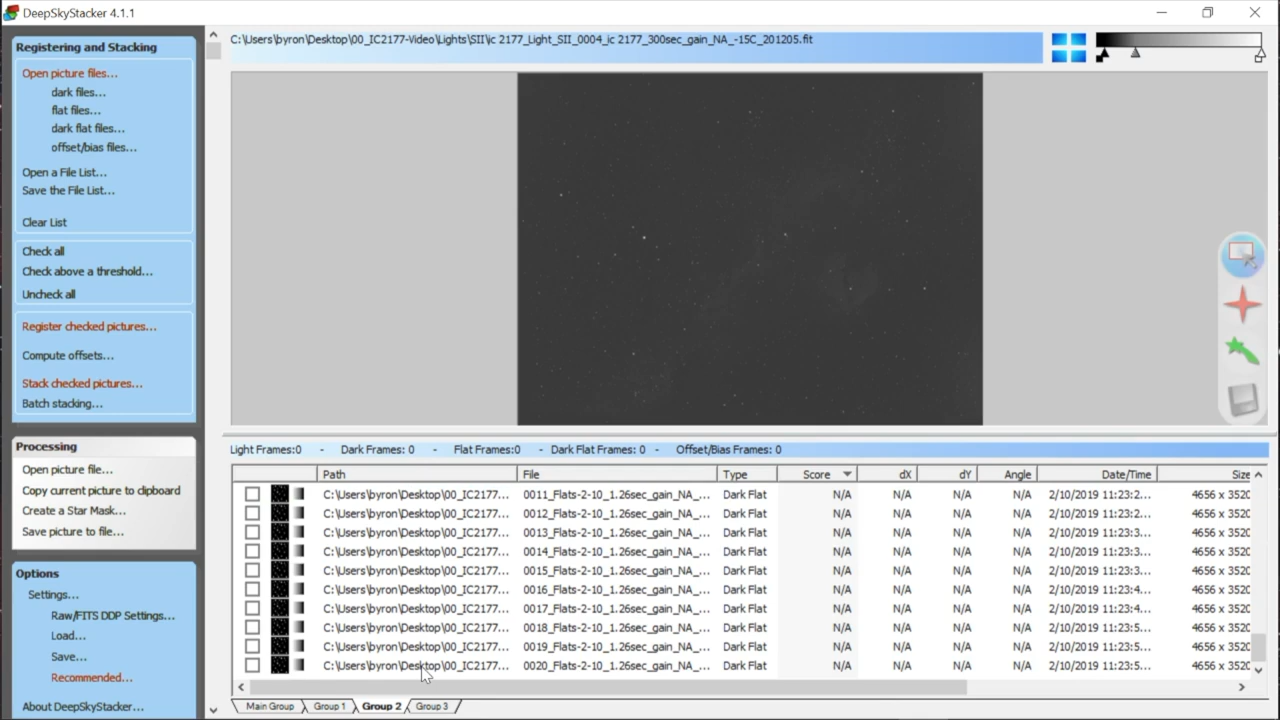 DeepSkyStacker 4.1.1
Registering and Stacking
Open picture files...
dark files...
flat files...
dark flat files...
offset/bias files...
Open a File List...
Save the File List...
Clear List
Check all
Check above a threshold...
Uncheck all
Register checked pictures...
Compute offsets...
Stack checked pictures...
Batch stacking...
Processing
Open picture file...
Copy current picture to clipboard
Create a Star Mask...
Save picture to file...
Options
Settings...
Raw/FITS DDP Settings...
Load...
Save...
Recommended...
About DeepSkyStacker...
C:\Users\byron\Desktop\00_IC2177-Video\Lights\SII\ic 2177_Light_SII_0004_ic 2177_300sec_gain_NA_-15C_201205.fit
Light Frames:0 - Dark Frames: 0 - Flat Frames:0 - Dark Flat Frames: 0 - Offset/Bias Frames: 0
Path File Type Score dX dY Angle Date/Time Size
C:\Users\byron\Desktop\00_IC2177... 0011_Flats-2-10_1.26sec_gain_NA_... Dark Flat N/A N/A N/A N/A 2/10/2019 11:23:2... 4656 x 3520
C:\Users\byron\Desktop\00_IC2177... 0012_Flats-2-10_1.26sec_gain_NA_... Dark Flat N/A N/A N/A N/A 2/10/2019 11:23:2... 4656 x 3520
C:\Users\byron\Desktop\00_IC2177... 0013_Flats-2-10_1.26sec_gain_NA_... Dark Flat N/A N/A N/A N/A 2/10/2019 11:23:3... 4656 x 3520
C:\Users\byron\Desktop\00_IC2177... 0014_Flats-2-10_1.26sec_gain_NA_... Dark Flat N/A N/A N/A N/A 2/10/2019 11:23:3... 4656 x 3520
C:\Users\byron\Desktop\00_IC2177... 0015_Flats-2-10_1.26sec_gain_NA_... Dark Flat N/A N/A N/A N/A 2/10/2019 11:23:3... 4656 x 3520
C:\Users\byron\Desktop\00_IC2177... 0016_Flats-2-10_1.26sec_gain_NA_... Dark Flat N/A N/A N/A N/A 2/10/2019 11:23:4... 4656 x 3520
C:\Users\byron\Desktop\00_IC2177... 0017_Flats-2-10_1.26sec_gain_NA_... Dark Flat N/A N/A N/A N/A 2/10/2019 11:23:4... 4656 x 3520
C:\Users\byron\Desktop\00_IC2177... 0018_Flats-2-10_1.26sec_gain_NA_... Dark Flat N/A N/A N/A N/A 2/10/2019 11:23:5... 4656 x 3520
C:\Users\byron\Desktop\00_IC2177... 0019_Flats-2-10_1.26sec_gain_NA_... Dark Flat N/A N/A N/A N/A 2/10/2019 11:23:5... 4656 x 3520
C:\Users\byron\Desktop\00_IC2177... 0020_Flats-2-10_1.26sec_gain_NA_... Dark Flat N/A N/A N/A N/A 2/10/2019 11:23:5... 4656 x 3520
Main Group Group 1 Group 2 Group 3